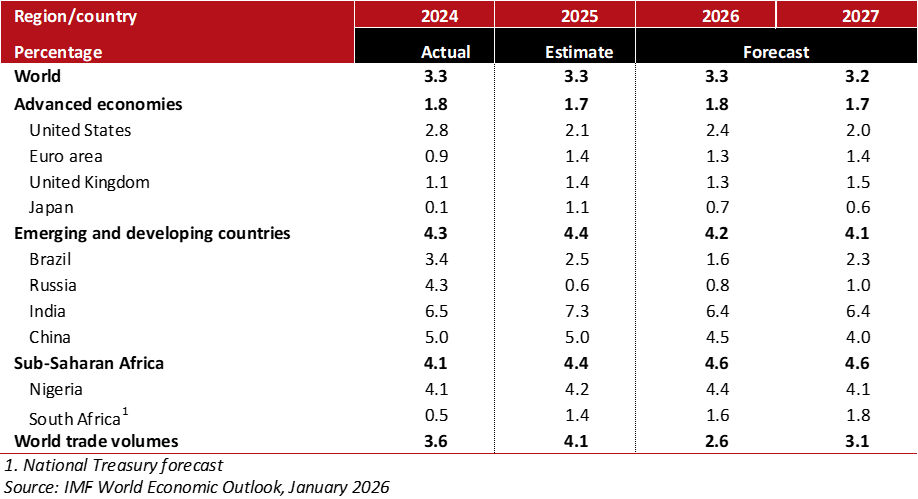 Region/country 2024 2025 2026 2027
Percentage Actual Estimate Forecast
World 3.3 3.3 3.3 3.2
Advanced economies 1.8 1.7 1.8 1.7
United States 2.8 2.1 2.4 2.0
Euro area 0.9 1.4 1.3 1.4
United Kingdom 1.1 1.4 1.3 1.5
Japan 0.1 1.1 0.7 0.6
Emerging and developing countries 4.3 4.4 4.2 4.1
Brazil 3.4 2.5 1.6 2.3
Russia 4.3 0.6 0.8 1.0
India 6.5 7.3 6.4 6.4
China 5.0 5.0 4.5 4.0
Sub-Saharan Africa 4.1 4.4 4.6 4.6
Nigeria 4.1 4.2 4.4 4.1
South Africa¹ 0.5 1.4 1.6 1.8
World trade volumes 3.6 4.1 2.6 3.1
1. National Treasury forecast
Source: IMF World Economic Outlook, January 2026